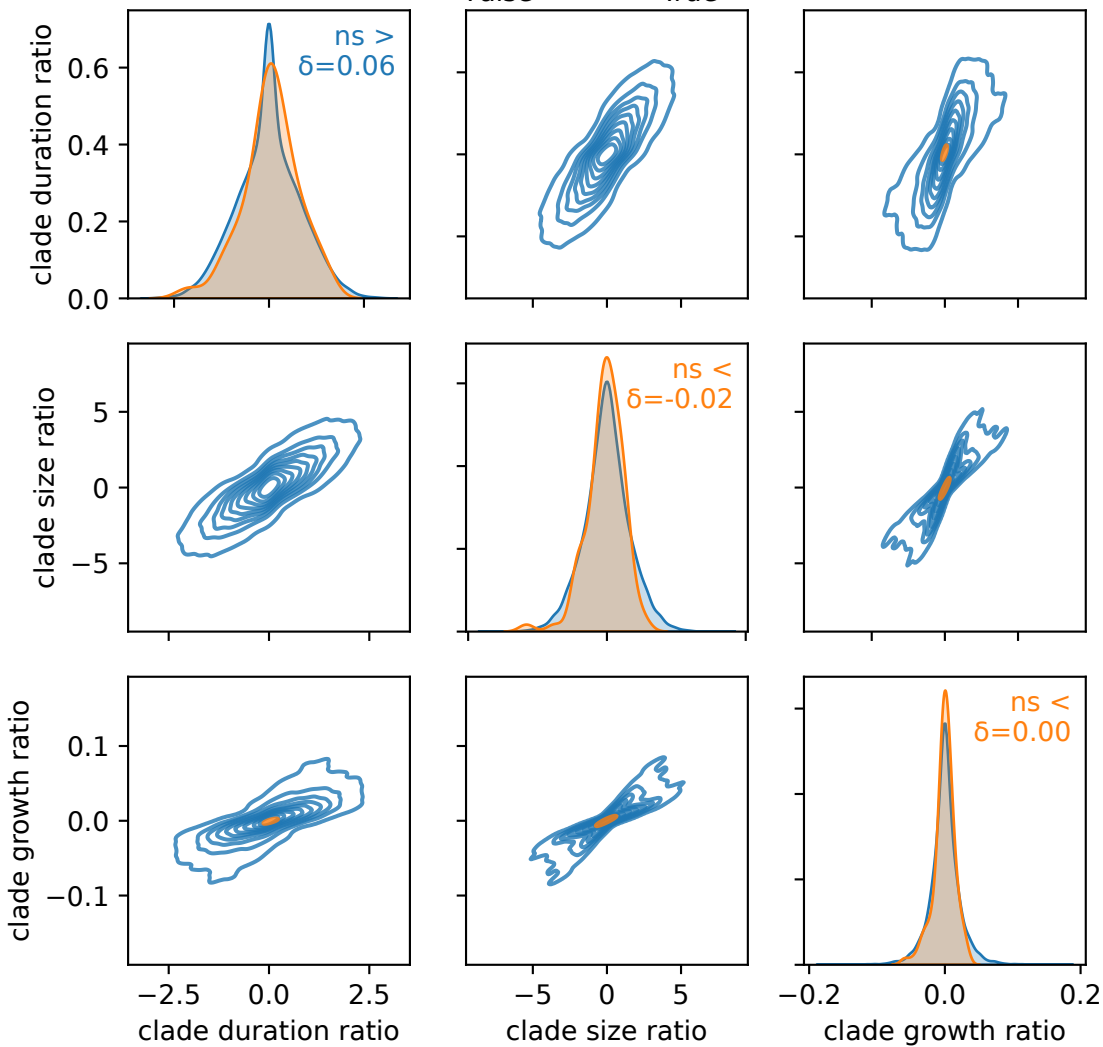 ns >
δ=0.06
clade duration ratio
0.6
0.4
0.2
0.0
ns <
δ=-0.02
clade size ratio
5
0
−5
−5
0
5
ns <
δ=0.00
clade growth ratio
0.1
0.0
−0.1
−2.5
0.0
2.5
−5
0
5
−0.2
0.0
0.2
clade duration ratio
clade size ratio
clade growth ratio